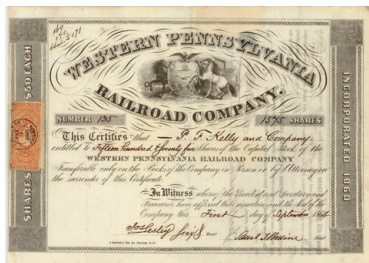 WESTERN PENNSYLVANIA
RAILROAD COMPANY.
$50 EACH
SHARES
INCORPORATED 1860
NUMBER 135
1575 SHARES
This Certifies that P. F. Kelly and Company
entitled to Fifteen Hundred & Seventy five Shares of the Capital Stock of the
WESTERN PENNSYLVANIA RAILROAD COMPANY
Transferable only on the Books of the Company in Person or by Attorney on
the surrender of this Certificate.
In Witness whereof the President and
Treasurer have affixed their names and the Seal of the
Company this First day of September 1864